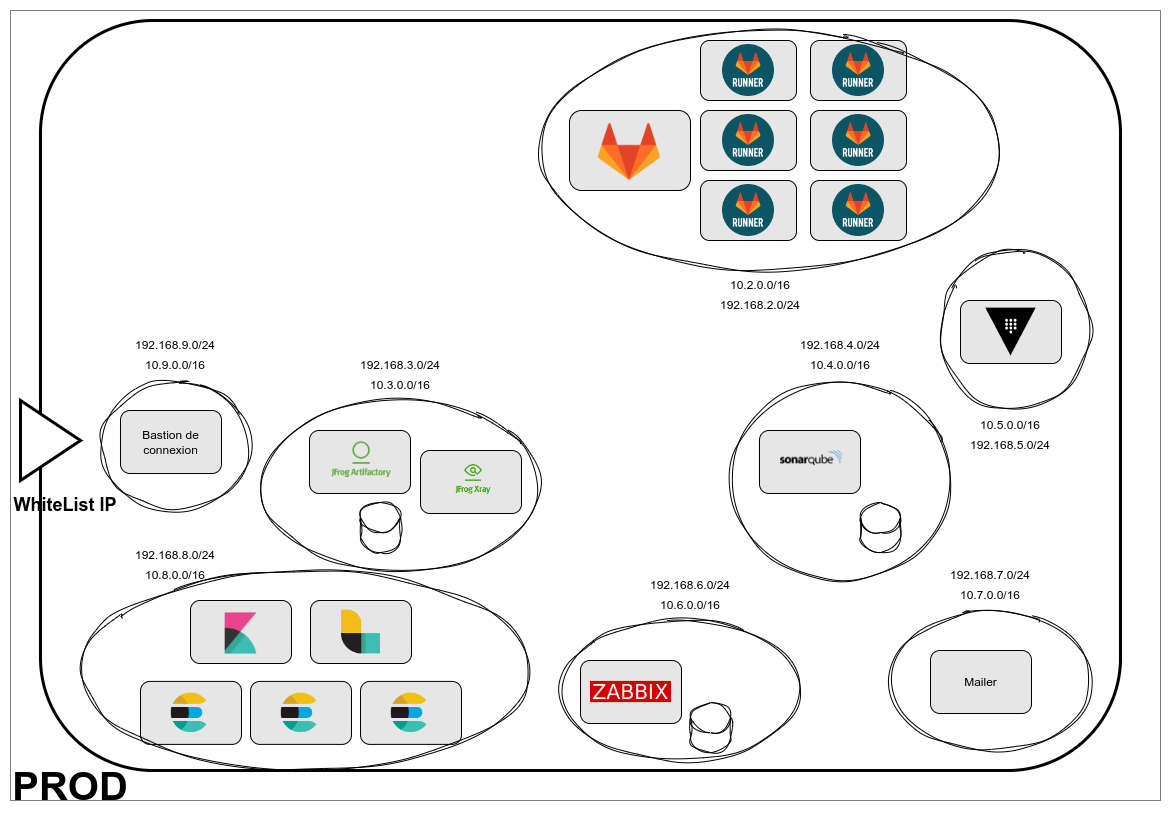 RUNNER
RUNNER
RUNNER
RUNNER
RUNNER
RUNNER
10.2.0.0/16
192.168.2.0/24
192.168.9.0/24
10.9.0.0/16
Bastion de
connexion
WhiteList IP
192.168.3.0/24
10.3.0.0/16
JFrog Artifactory
JFrog Xray
192.168.4.0/24
10.4.0.0/16
sonarqube
10.5.0.0/16
192.168.5.0/24
192.168.8.0/24
10.8.0.0/16
192.168.6.0/24
10.6.0.0/16
ZABBIX
192.168.7.0/24
10.7.0.0/16
Mailer
PROD